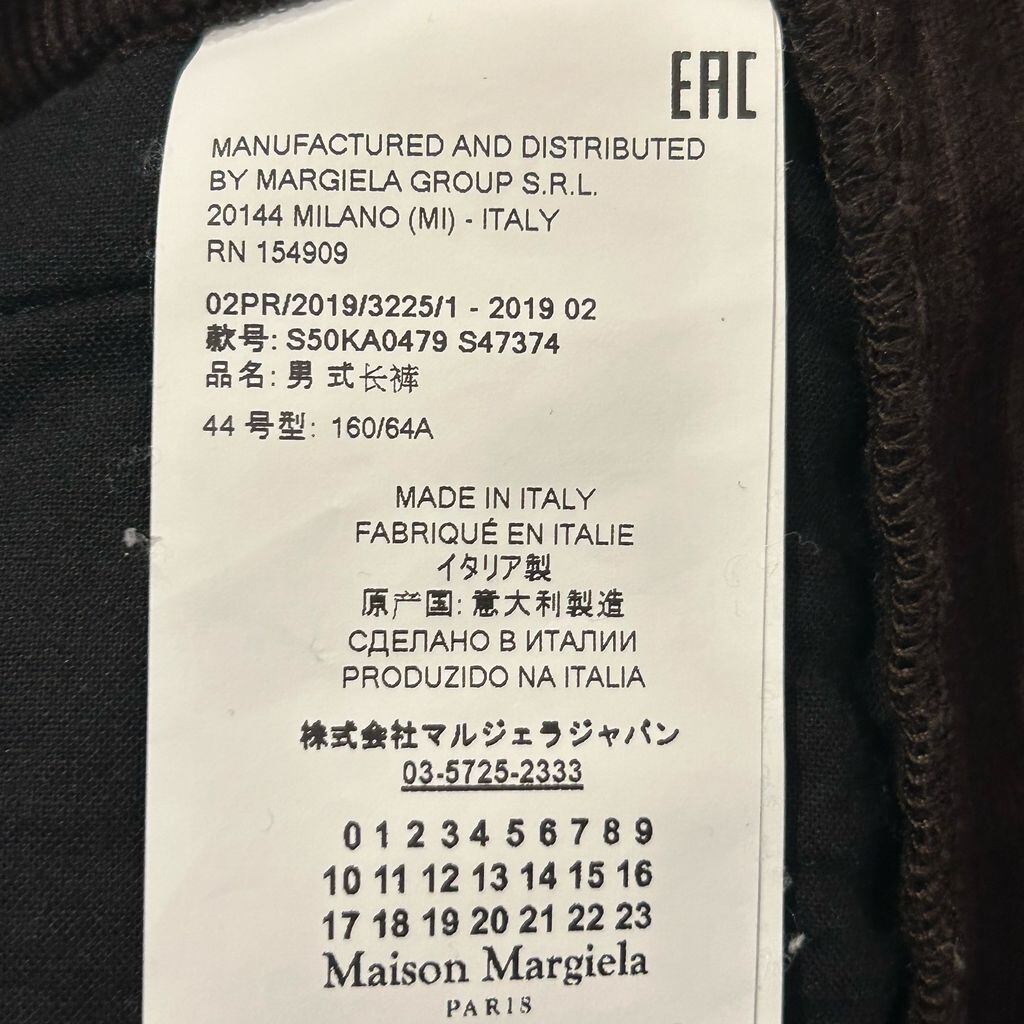 EAC
MANUFACTURED AND DISTRIBUTED
BY MARGIELA GROUP S.R.L.
20144 MILANO (MI) - ITALY
RN 154909
02PR/2019/3225/1 - 2019 02
款号: S50KA0479 S47374
品名: 男 式长裤
44 号型: 160/64A
MADE IN ITALY
FABRIQUÉ EN ITALIE
イタリア製
原产国: 意大利製造
СДЕЛАНО В ИТАЛИИ
PRODUZIDO NA ITALIA
株式会社マルジェラジャパン
03-5725-2333
0 1 2 3 4 5 6 7 8 9
10 11 12 13 14 15 16
17 18 19 20 21 22 23
Maison Margiela
PARIS